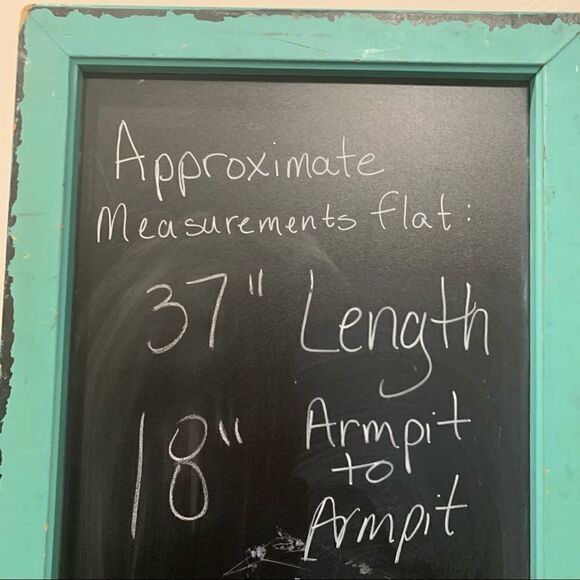 Approximate
Measurements flat:
37" Length
18" Armpit
to
Armpit